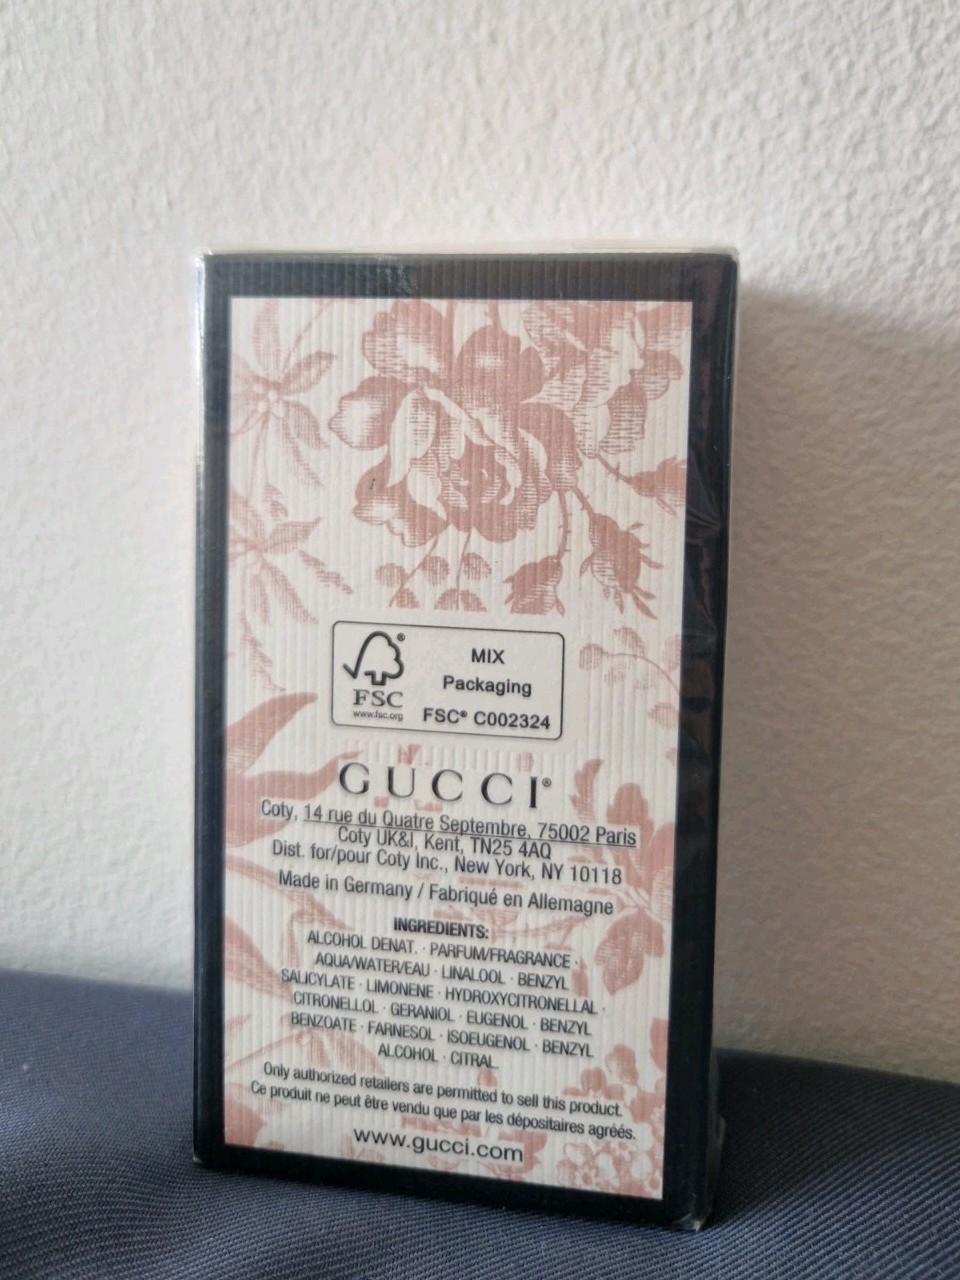 MIX
Packaging
FSC® C002324
FSC®
www.fsc.org
GUCCI®
Coty, 14 rue du Quatre Septembre, 75002 Paris
Coty UK&I, Kent, TN25 4AQ
Dist. for/pour Coty Inc., New York, NY 10118
Made in Germany / Fabriqué en Allemagne
INGREDIENTS:
ALCOHOL DENAT. · PARFUM/FRAGRANCE ·
AQUA/WATER/EAU · LINALOOL · BENZYL
SALICYLATE · LIMONENE · HYDROXYCITRONELLAL ·
CITRONELLOL · GERANIOL · EUGENOL · BENZYL
BENZOATE · FARNESOL · ISOEUGENOL · BENZYL
ALCOHOL · CITRAL.
Only authorized retailers are permitted to sell this product.
Ce produit ne peut être vendu que par les dépositaires agréés.
www.gucci.com